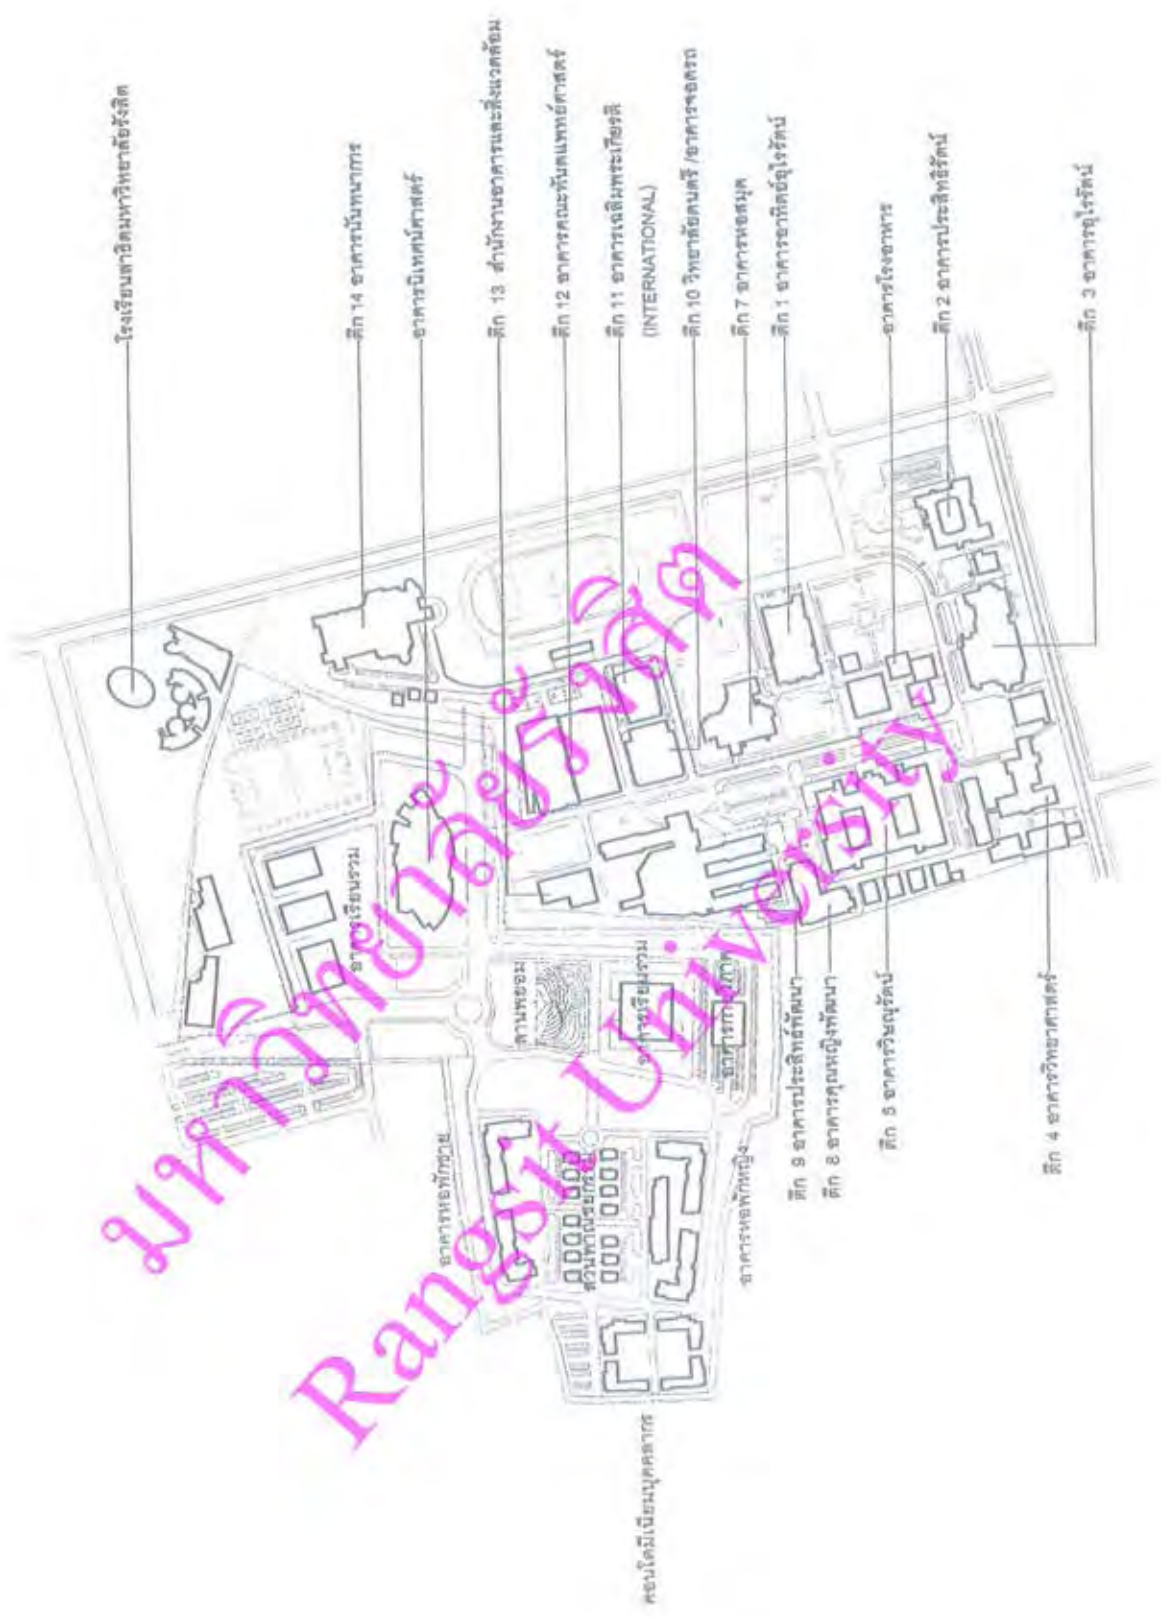 โรงเรียนสาธิตมหาวิทยาลัยรังสิต
ตึก 14 อาคารนันทนาการ
อาคารนิเทศน์ศาสตร์
ตึก 13 สำนักงานอาคารและสิ่งแวดล้อม
ตึก 12 อาคารคณะทันตแพทย์ศาสตร์
ตึก 11 อาคารเฉลิมพระเกียรติ
(INTERNATIONAL)
ตึก 10 วิทยาลัยดนตรี /อาคารจอดรถ
ตึก 7 อาคารหอสมุด
ตึก 1 อาคารอาทิตย์อุไรรัตน์
อาคารโรงอาหาร
ตึก 2 อาคารประสิทธิรัตน์
ตึก 3 อาคารอุไรรัตน์
อาคารเรียนรวม
ลานพยอม
อาคารเรียนรวม
อาคารหอพักชาย
อาคารหอพักหญิง
ตึก 9 อาคารประสิทธิ์พัฒนา
ตึก 8 อาคารคุณหญิงพัฒนา
ตึก 5 อาคารวิษณุรัตน์
ตึก 4 อาคารวิทยาศาสตร์
คอนโดมีเนียมบุคคลากร
มหาวิทยาลัยรังสิต
Rangsit University